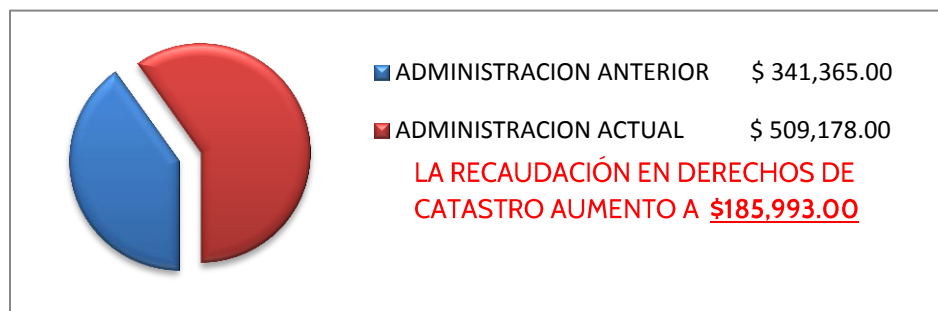 ADMINISTRACION ANTERIOR $ 341,365.00
ADMINISTRACION ACTUAL $ 509,178.00
LA RECAUDACIÓN EN DERECHOS DE
CATASTRO AUMENTO A $185,993.00